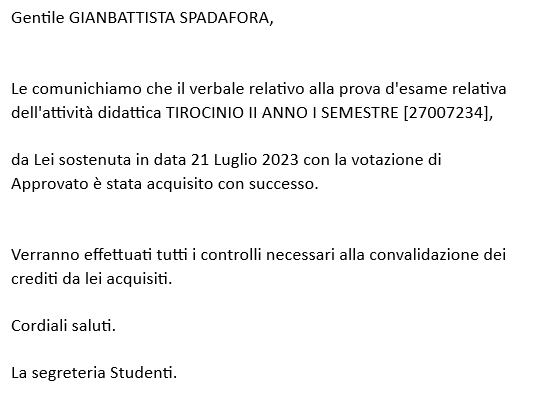 Gentile GIANBATTISTA SPADAFORA,
Le comunichiamo che il verbale relativo alla prova d'esame relativa
dell'attività didattica TIROCINIO II ANNO I SEMESTRE [27007234],
da Lei sostenuta in data 21 Luglio 2023 con la votazione di
Approvato è stata acquisito con successo.
Verranno effettuati tutti i controlli necessari alla convalidazione dei
crediti da lei acquisiti.
Cordiali saluti.
La segreteria Studenti.